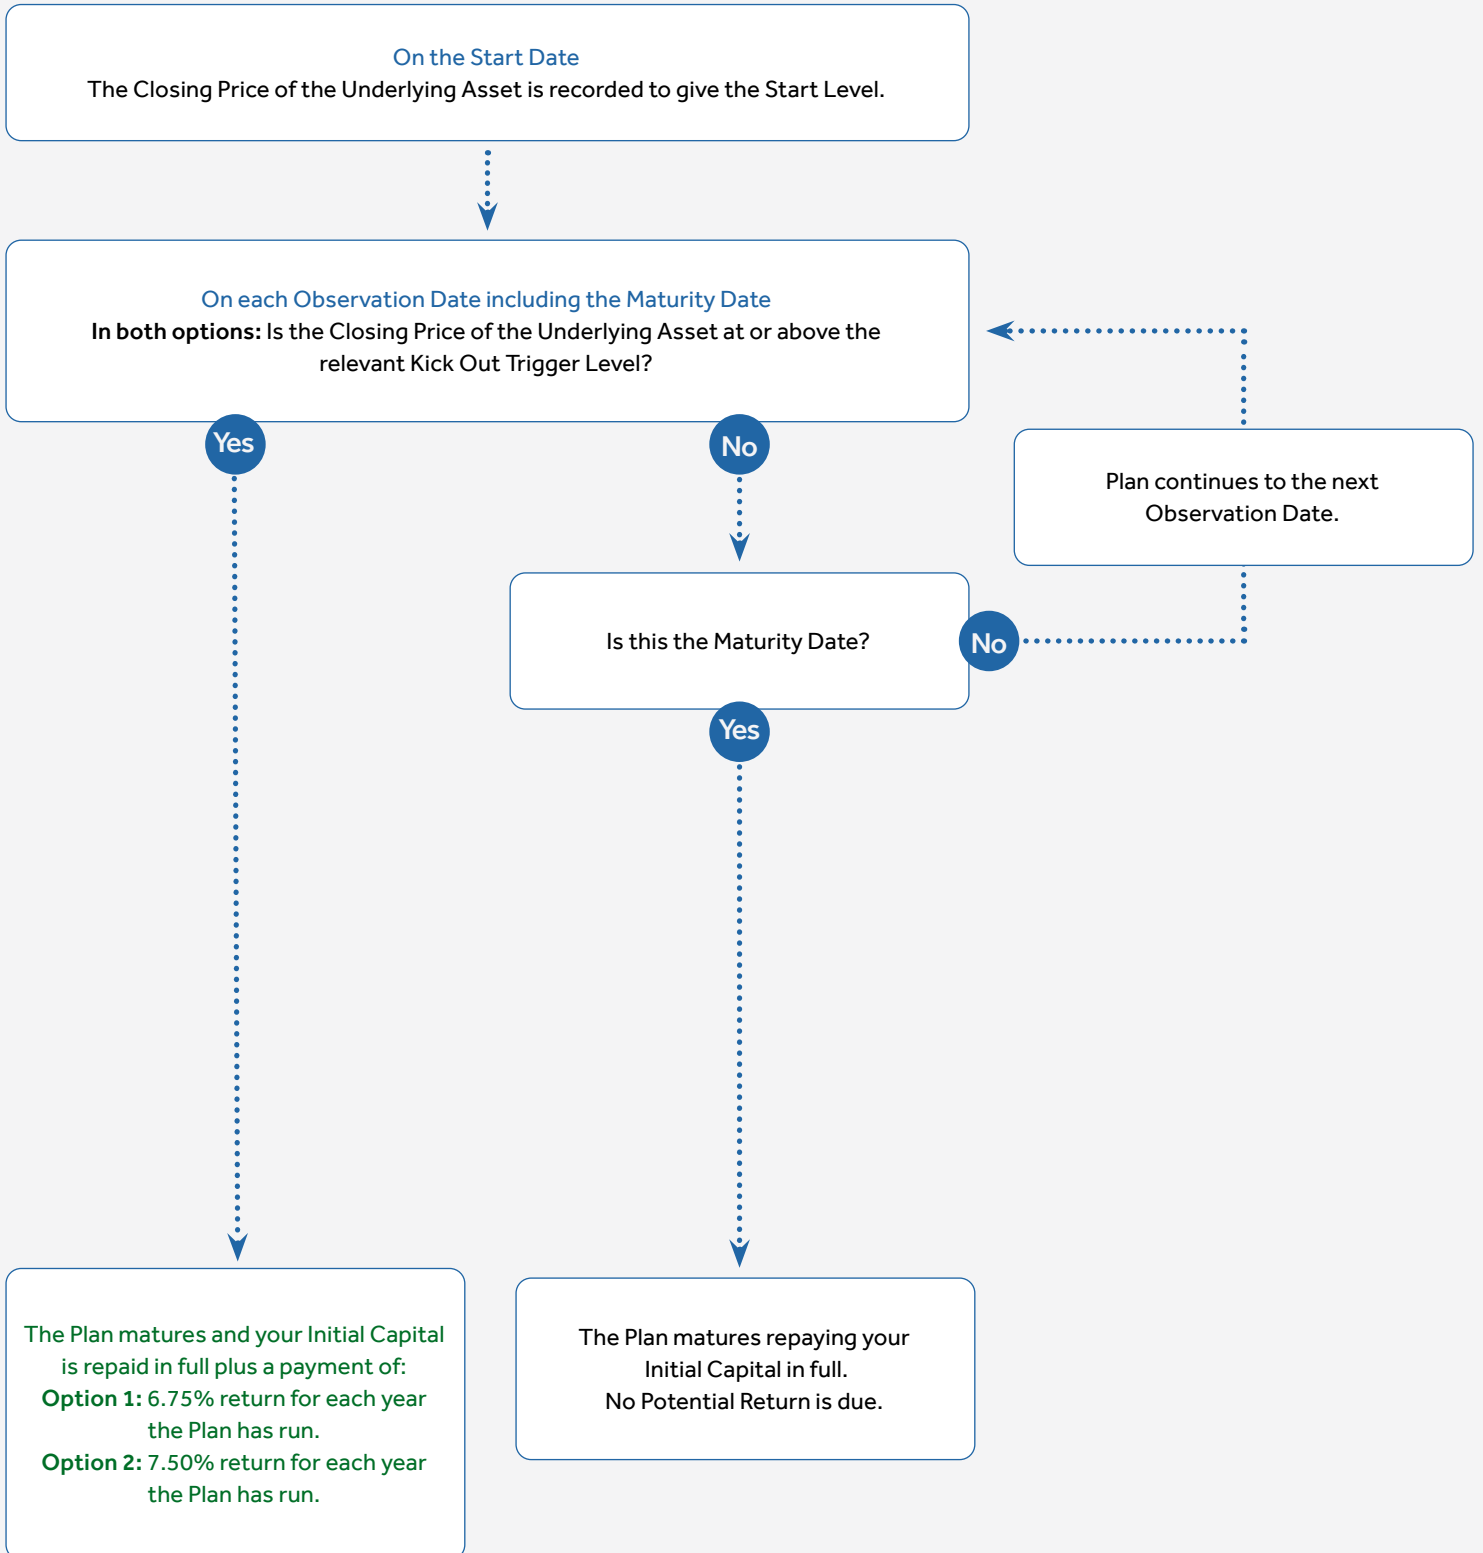 On the Start Date
The Closing Price of the Underlying Asset is recorded to give the Start Level.
On each Observation Date including the Maturity Date
In both options: Is the Closing Price of the Underlying Asset at or above the
relevant Kick Out Trigger Level?
Yes
No
Plan continues to the next
Observation Date.
Is this the Maturity Date?
No
Yes
The Plan matures and your Initial Capital
is repaid in full plus a payment of:
Option 1: 6.75% return for each year
the Plan has run.
Option 2: 7.50% return for each year
the Plan has run.
The Plan matures repaying your
Initial Capital in full.
No Potential Return is due.